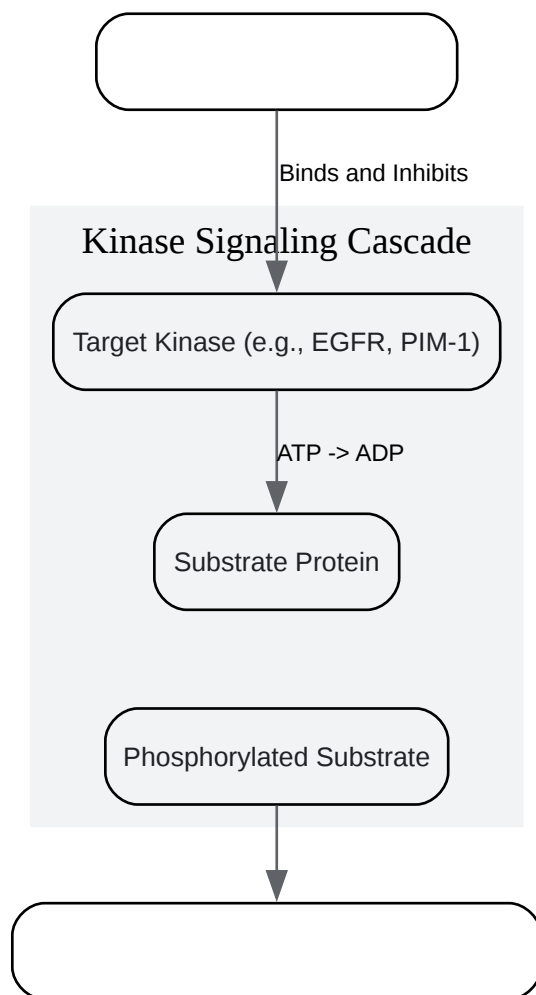 Binds and Inhibits
Kinase Signaling Cascade
Target Kinase (e.g., EGFR, PIM-1)
ATP -> ADP
Substrate Protein
Phosphorylated Substrate